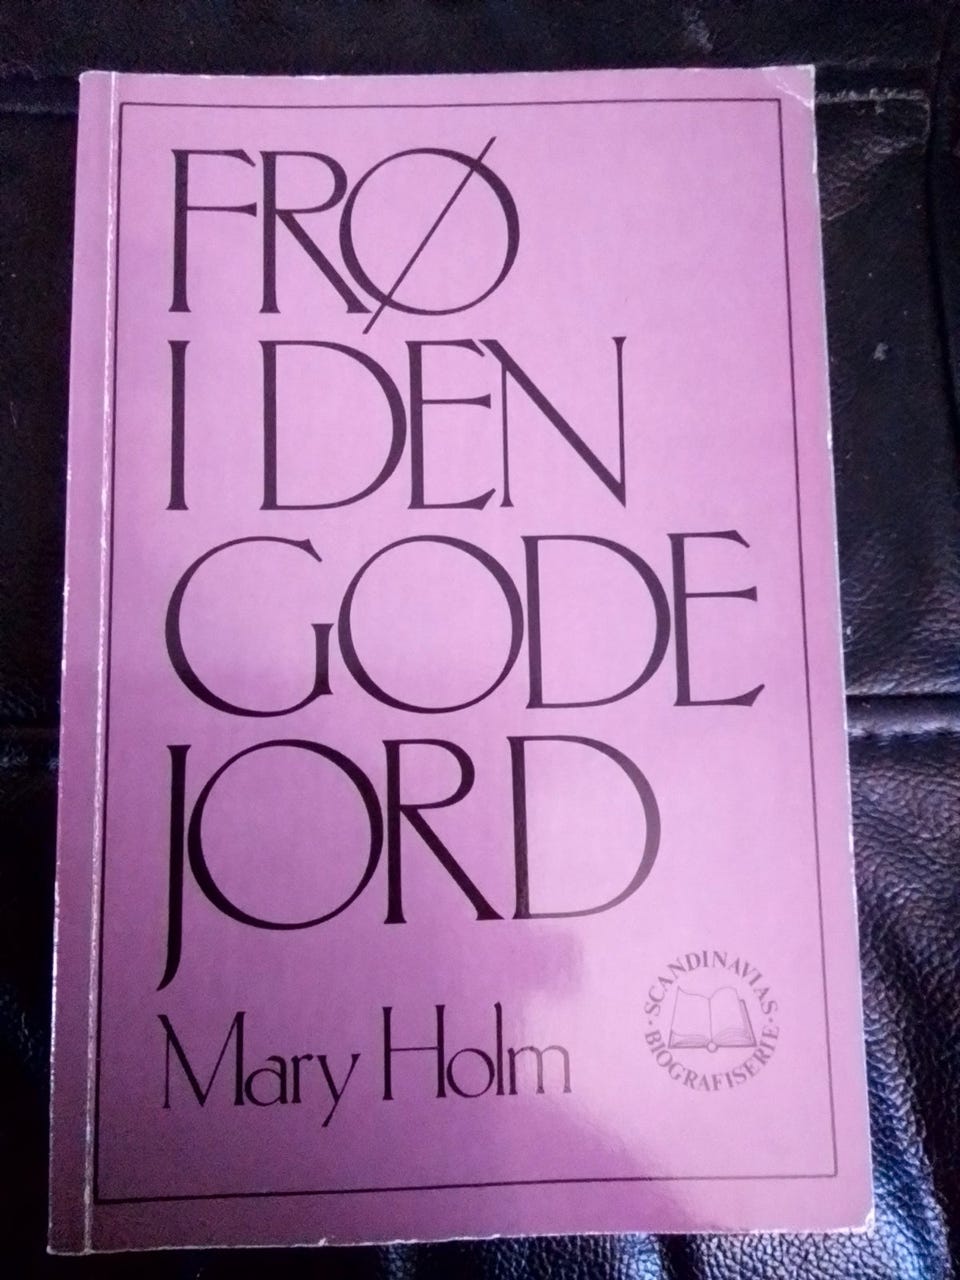 FRØ
I DEN
GODE
JORD
Mary Holm
· SCANDINAVIAS ·
BIOGRAFISERIE